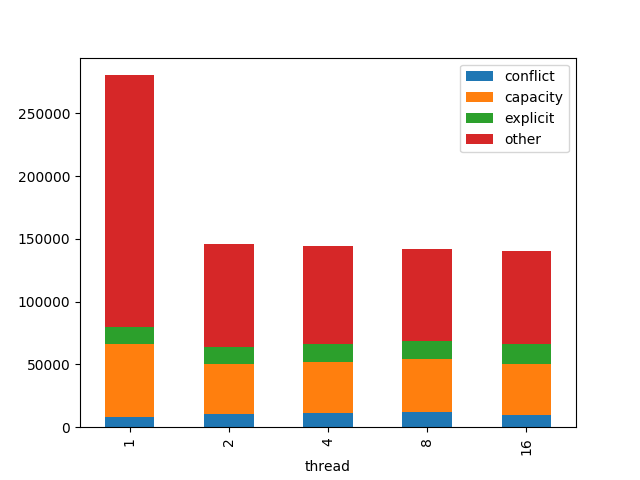 conflict
capacity
explicit
other
250000
200000
150000
100000
50000
0
1
2
4
8
16
thread